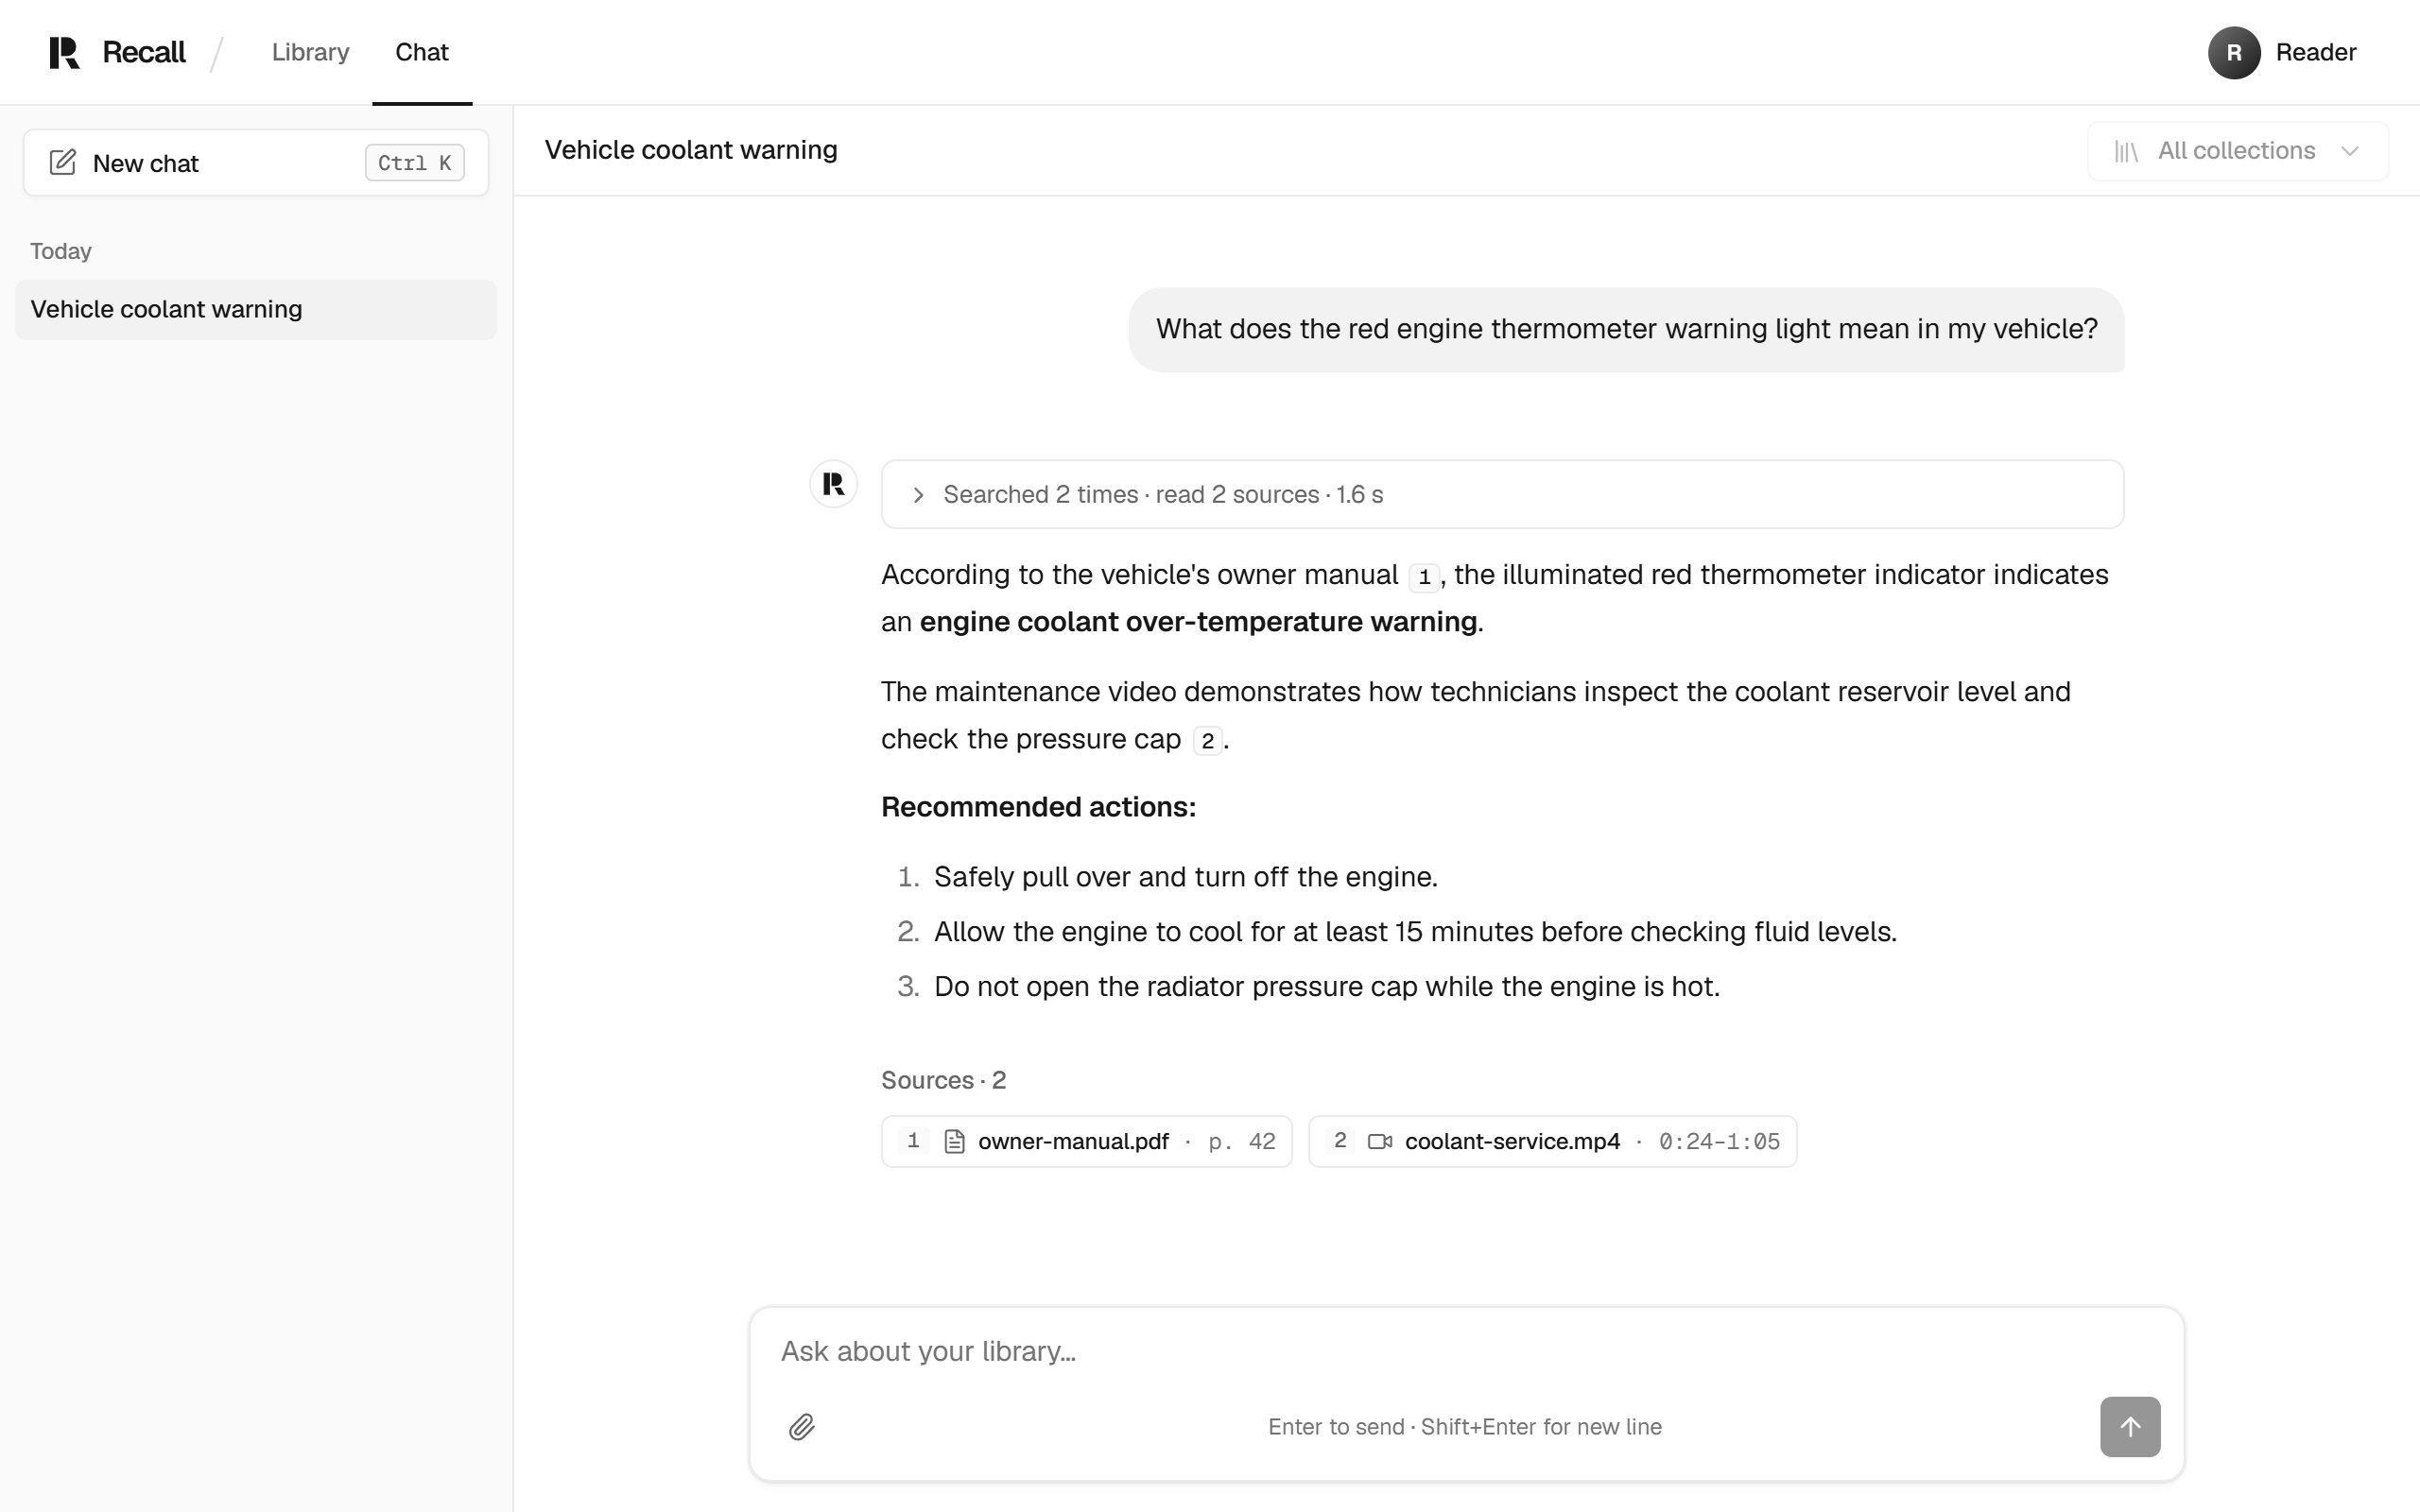 Recall / Library Chat
R Reader
New chat Ctrl K
Today
Vehicle coolant warning
Vehicle coolant warning
All collections
What does the red engine thermometer warning light mean in my vehicle?
Searched 2 times · read 2 sources · 1.6 s
According to the vehicle's owner manual 1, the illuminated red thermometer indicator indicates
an engine coolant over-temperature warning.
The maintenance video demonstrates how technicians inspect the coolant reservoir level and
check the pressure cap 2.
Recommended actions:
1. Safely pull over and turn off the engine.
2. Allow the engine to cool for at least 15 minutes before checking fluid levels.
3. Do not open the radiator pressure cap while the engine is hot.
Sources · 2
1 owner-manual.pdf · p. 42
2 coolant-service.mp4 · 0:24–1:05
Ask about your library...
Enter to send · Shift+Enter for new line